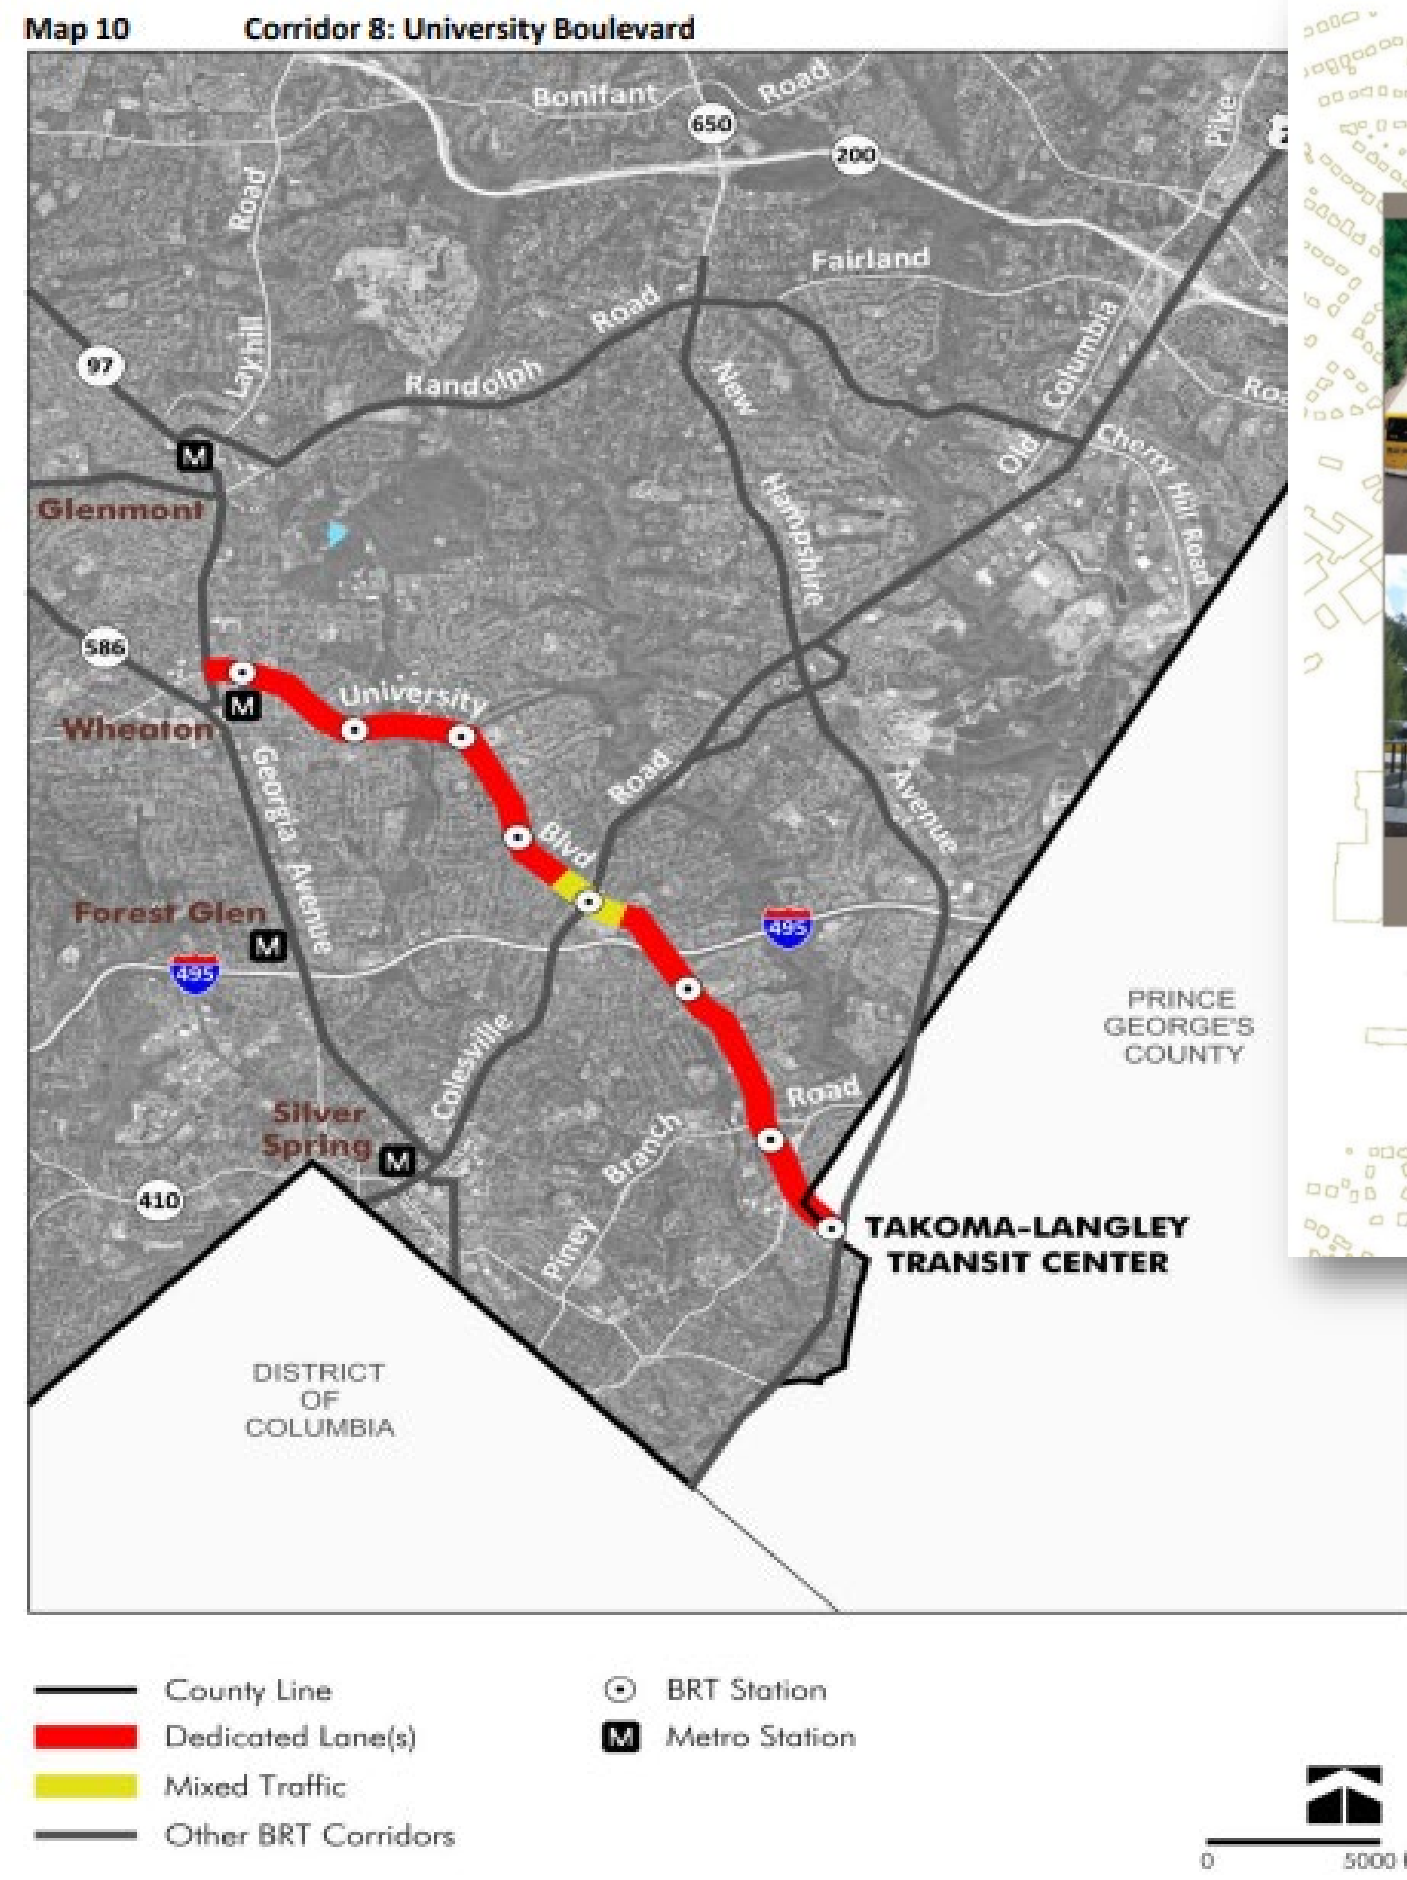 Map 10 Corridor 8: University Boulevard
Bonifant Road
650
200
Pike
Road
Layhill
Fairland
Road
Randolph
97
New
Hampshire
Avenue
Columbia
Old
Cherry Hill Road
M
Glenmont
586
University
Blvd
M
Wheaton
Georgia Avenue
Road
Colesville
Forest Glen
M
495
495
PRINCE
GEORGE'S
COUNTY
Road
Branch
Piney
Silver
Spring
M
410
TAKOMA-LANGLEY
TRANSIT CENTER
DISTRICT
OF
COLUMBIA
County Line
Dedicated Lane(s)
Mixed Traffic
Other BRT Corridors
BRT Station
M Metro Station
0 5000